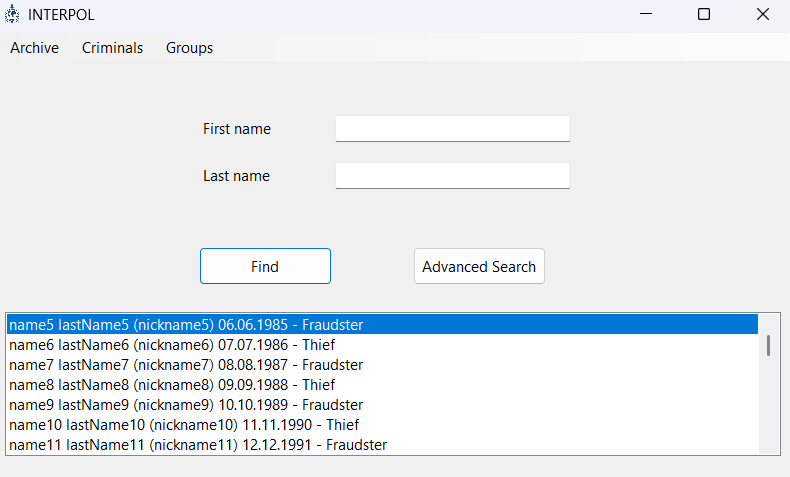 INTERPOL
Archive Criminals Groups
First name
Last name
Find Advanced Search
name5 lastName5 (nickname5) 06.06.1985 - Fraudster
name6 lastName6 (nickname6) 07.07.1986 - Thief
name7 lastName7 (nickname7) 08.08.1987 - Fraudster
name8 lastName8 (nickname8) 09.09.1988 - Thief
name9 lastName9 (nickname9) 10.10.1989 - Fraudster
name10 lastName10 (nickname10) 11.11.1990 - Thief
name11 lastName11 (nickname11) 12.12.1991 - Fraudster